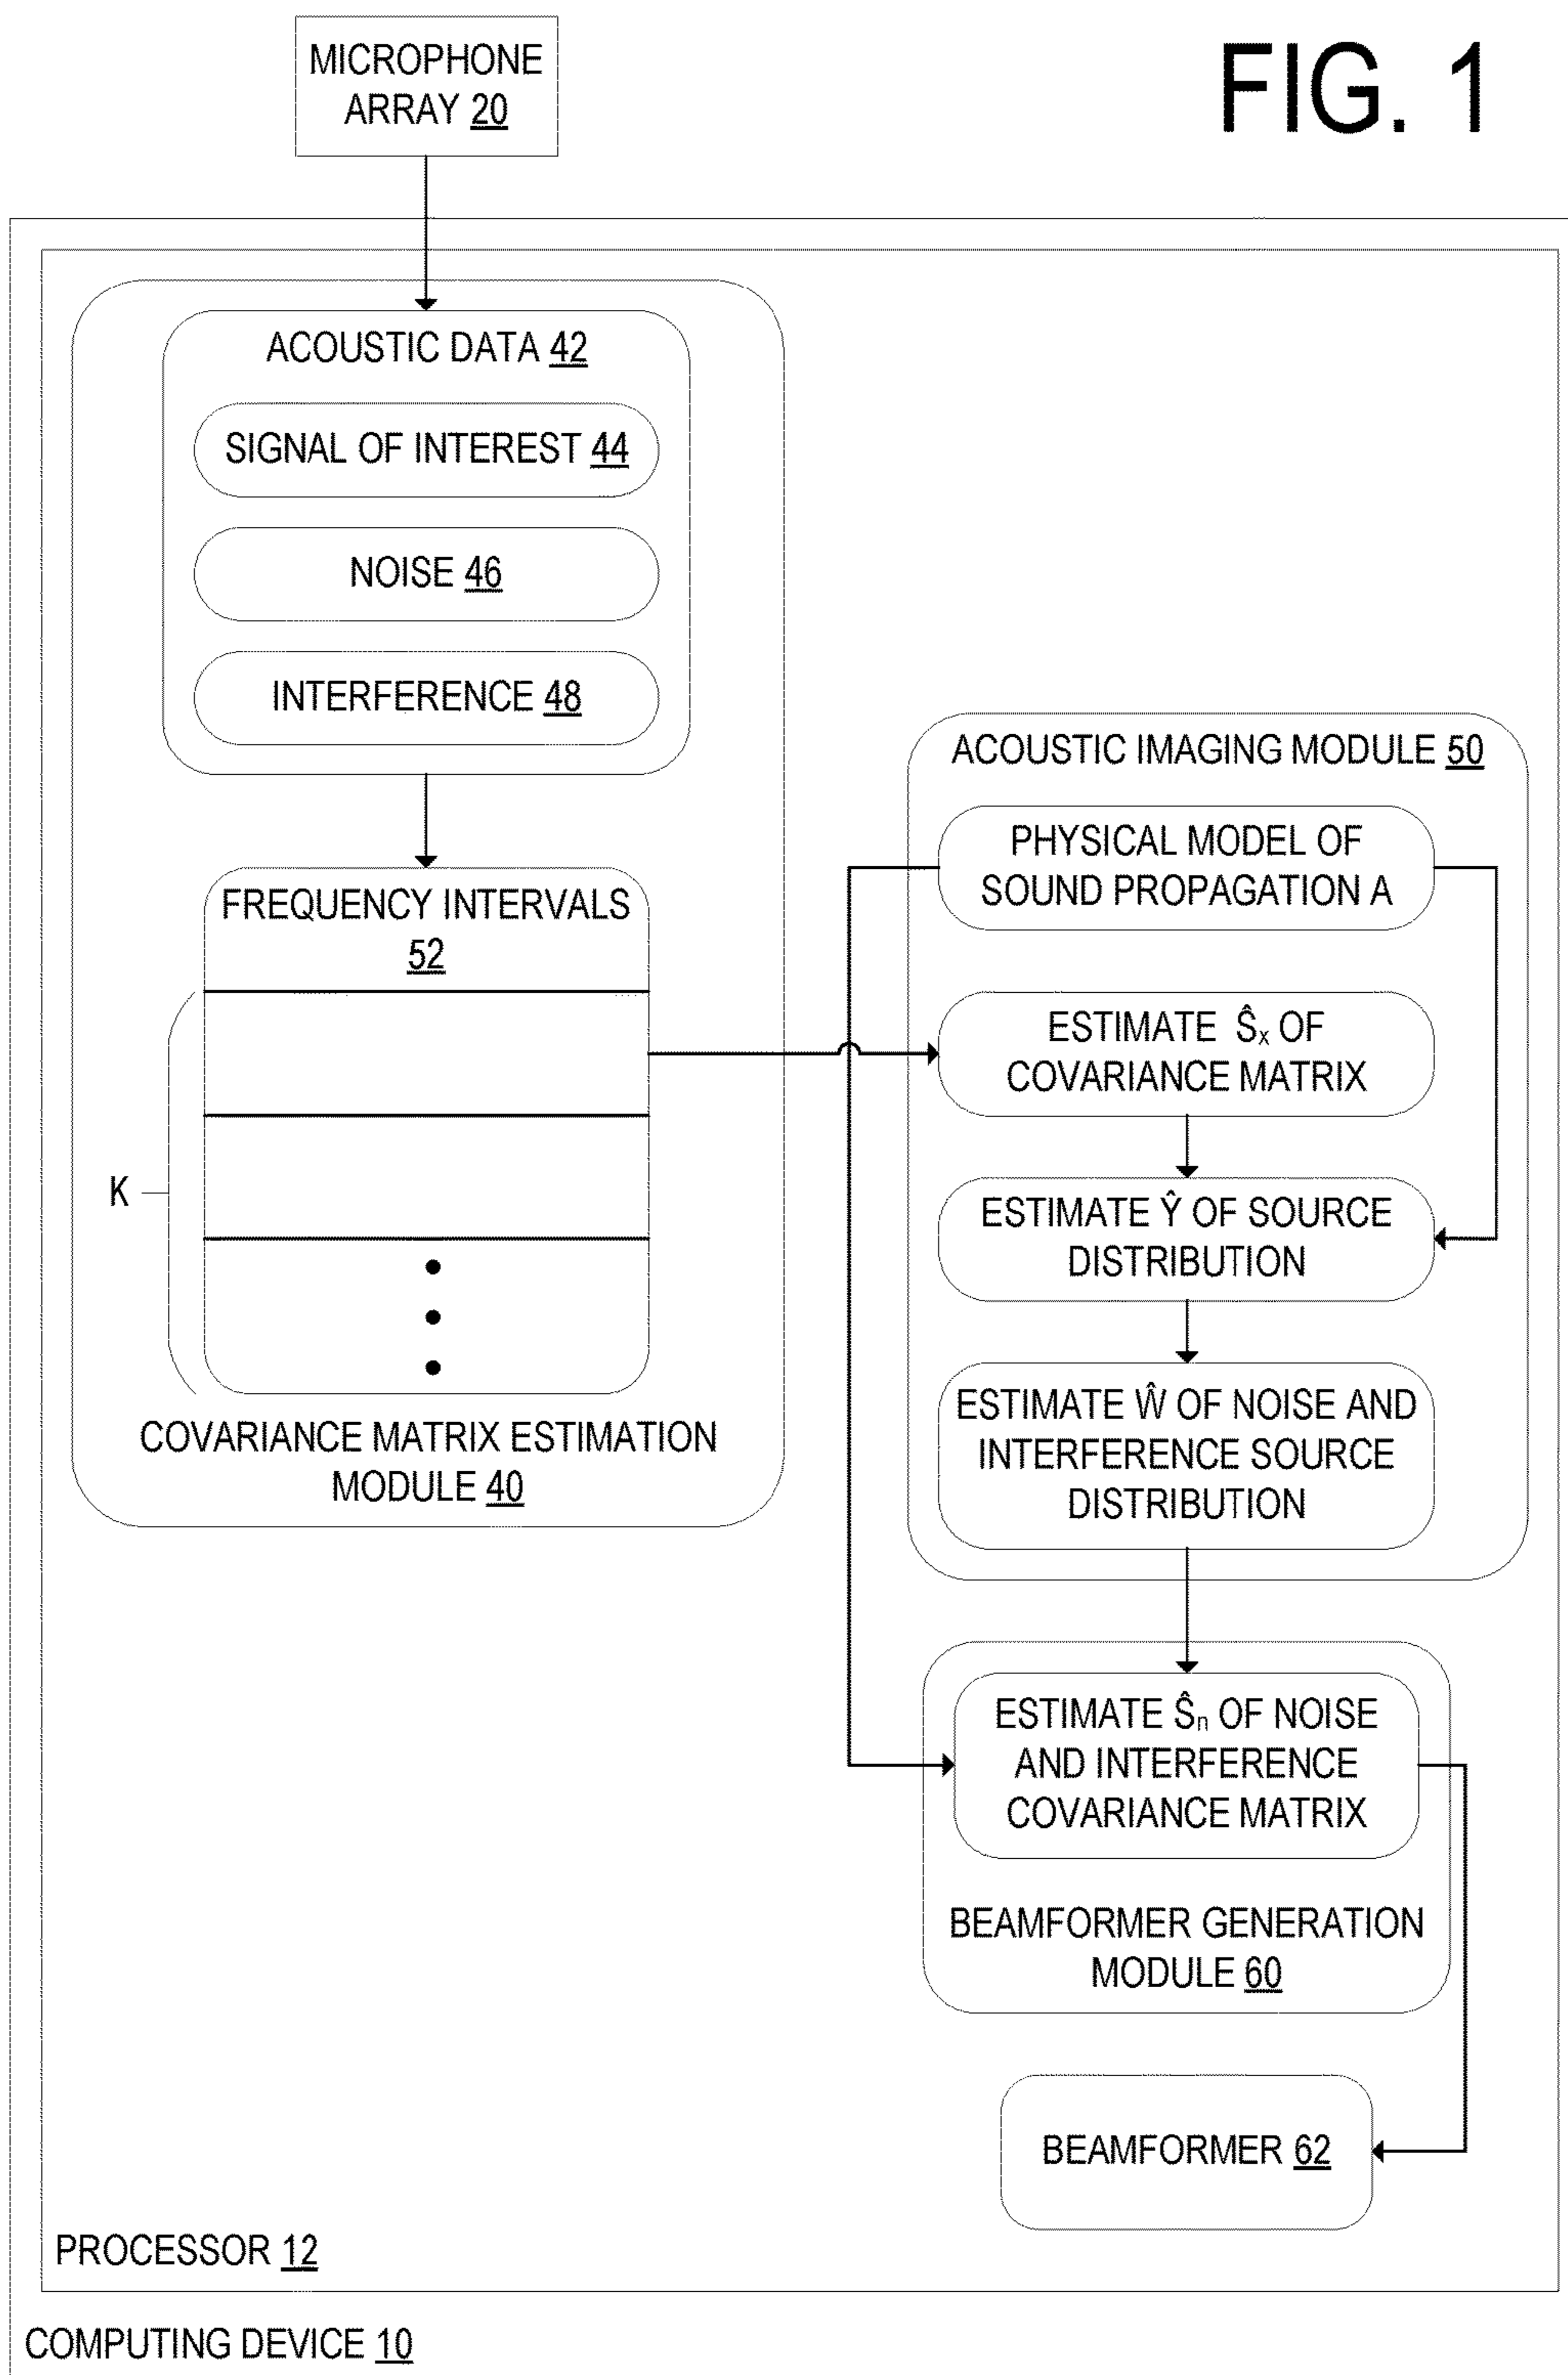 FIG. 1
MICROPHONE
ARRAY 20
ACOUSTIC DATA 42
SIGNAL OF INTEREST 44
NOISE 46
INTERFERENCE 48
FREQUENCY INTERVALS
52
K
COVARIANCE MATRIX ESTIMATION
MODULE 40
ACOUSTIC IMAGING MODULE 50
PHYSICAL MODEL OF
SOUND PROPAGATION A
ESTIMATE Ŝₓ OF
COVARIANCE MATRIX
ESTIMATE Ŷ OF SOURCE
DISTRIBUTION
ESTIMATE Ŵ OF NOISE AND
INTERFERENCE SOURCE
DISTRIBUTION
ESTIMATE Ŝₙ OF NOISE
AND INTERFERENCE
COVARIANCE MATRIX
BEAMFORMER GENERATION
MODULE 60
BEAMFORMER 62
PROCESSOR 12
COMPUTING DEVICE 10